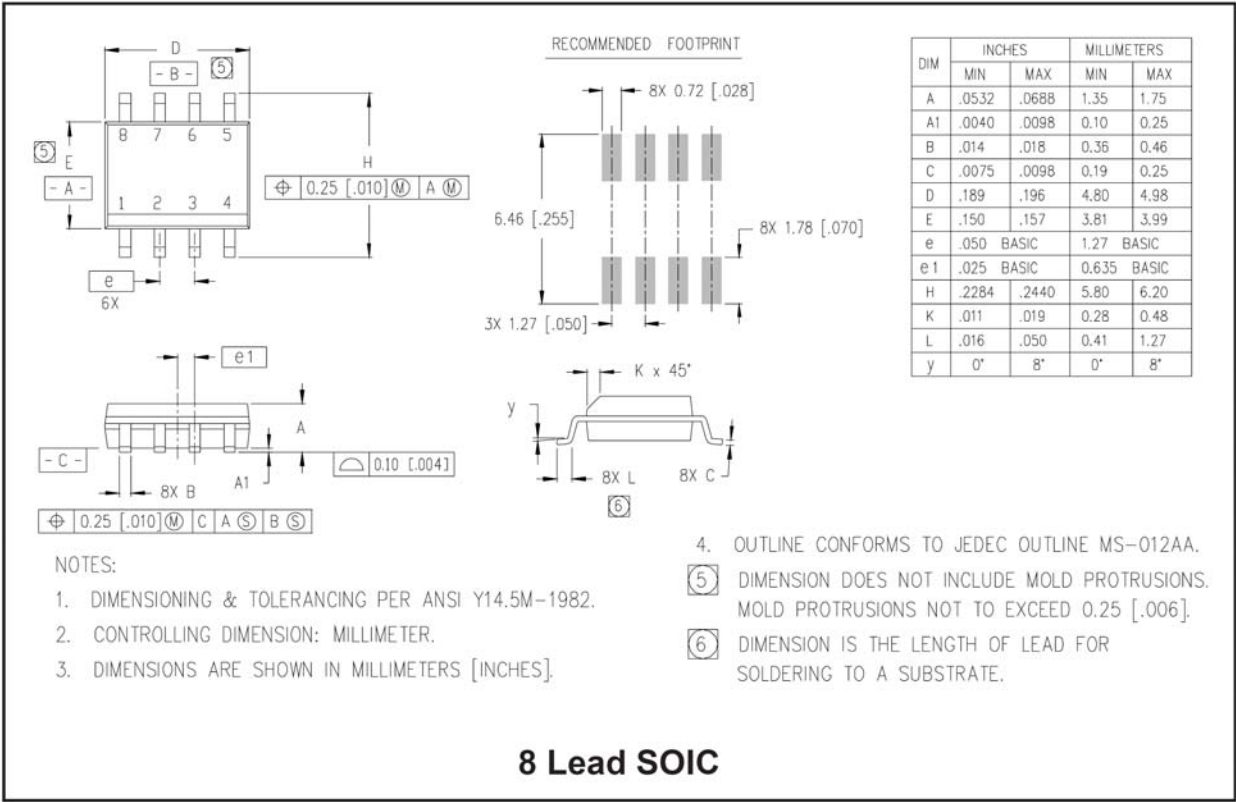 D
- B -
5
8 7 6 5
5
E
- A -
H
⌖ 0.25 [.010] Ⓜ A Ⓜ
1 2 3 4
e
6X
RECOMMENDED FOOTPRINT
8X 0.72 [.028]
6.46 [.255]
8X 1.78 [.070]
3X 1.27 [.050]
DIM INCHES MILLIMETERS
MIN MAX MIN MAX
A .0532 .0688 1.35 1.75
A1 .0040 .0098 0.10 0.25
B .014 .018 0.36 0.46
C .0075 .0098 0.19 0.25
D .189 .196 4.80 4.98
E .150 .157 3.81 3.99
e .050 BASIC 1.27 BASIC
e1 .025 BASIC 0.635 BASIC
H .2284 .2440 5.80 6.20
K .011 .019 0.28 0.48
L .016 .050 0.41 1.27
y 0° 8° 0° 8°
e1
A
- C -
8X B
A1
⌓ 0.10 [.004]
⌖ 0.25 [.010] Ⓜ C A Ⓢ B Ⓢ
K x 45°
y
8X L
8X C
6
NOTES:
1. DIMENSIONING & TOLERANCING PER ANSI Y14.5M-1982.
2. CONTROLLING DIMENSION: MILLIMETER.
3. DIMENSIONS ARE SHOWN IN MILLIMETERS [INCHES].
4. OUTLINE CONFORMS TO JEDEC OUTLINE MS-012AA.
5 DIMENSION DOES NOT INCLUDE MOLD PROTRUSIONS.
MOLD PROTRUSIONS NOT TO EXCEED 0.25 [.006].
6 DIMENSION IS THE LENGTH OF LEAD FOR
SOLDERING TO A SUBSTRATE.
8 Lead SOIC